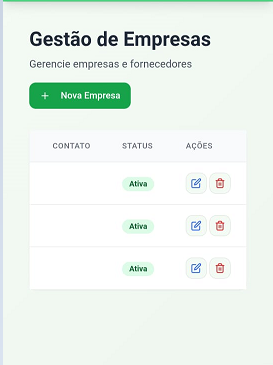 Gestão de Empresas
Gerencie empresas e fornecedores
+ Nova Empresa
CONTATO STATUS AÇÕES
Ativa
Ativa
Ativa